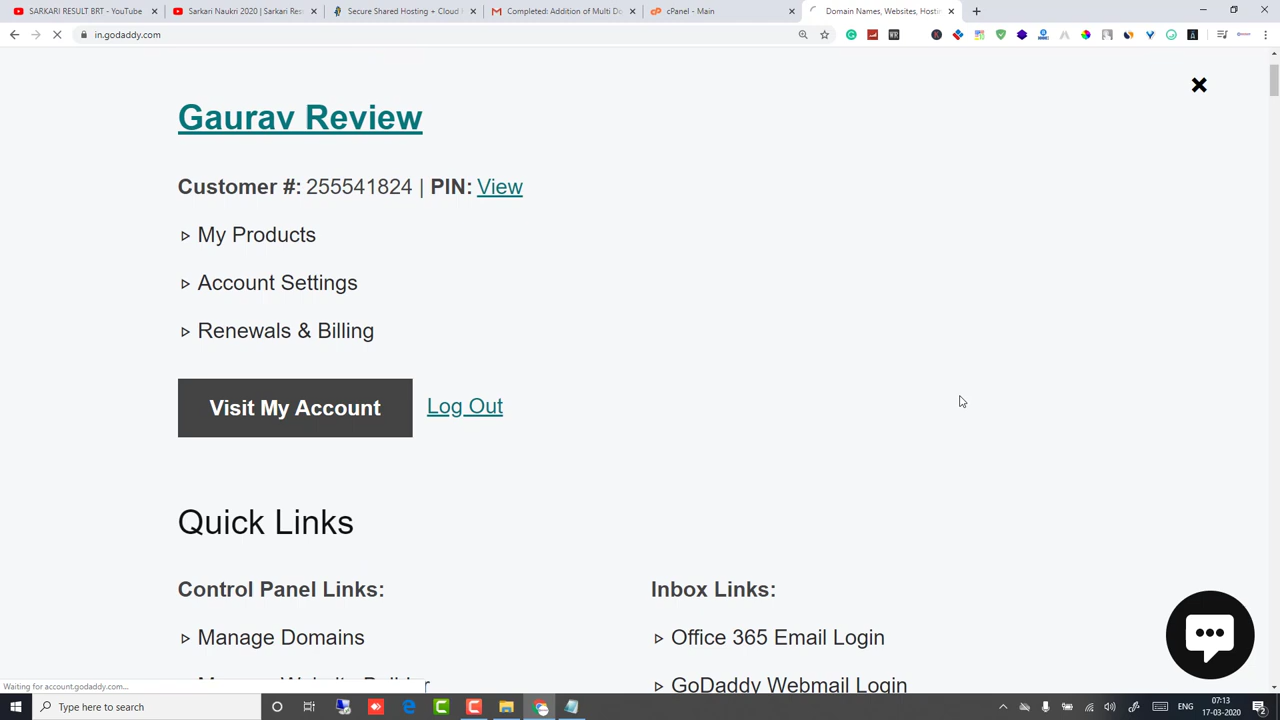 SARKARI RESULT BRT - YouTube
Sarkari Naukri 2020 | Sarkari Res
Secure Shared Hosting + Cloud
Completed: Addition of Multi Do
cPanel - Main
Domain Names, Websites, Hosti
in.godaddy.com
Gaurav Review
Customer #: 255541824 | PIN: View
My Products
Account Settings
Renewals & Billing
Visit My Account
Log Out
Quick Links
Control Panel Links:
Inbox Links:
Manage Domains
Office 365 Email Login
GoDaddy Webmail Login
Waiting for account.godaddy.com...
Type here to search
ENG
07:13
17-03-2020